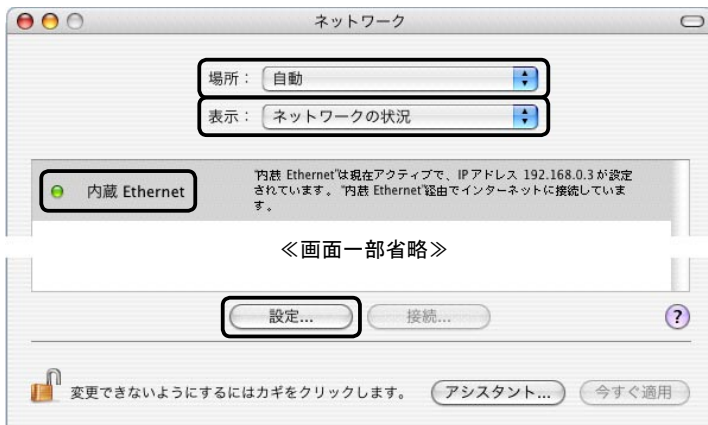 ネットワーク
場所： 自動
表示： ネットワークの状況
内蔵 Ethernet
"内蔵 Ethernet"は現在アクティブで、IPアドレス 192.168.0.3が設定
されています。"内蔵 Ethernet"経由でインターネットに接続していま
す。
≪画面一部省略≫
設定... 接続... ?
変更できないようにするにはカギをクリックします。 アシスタント... 今すぐ適用